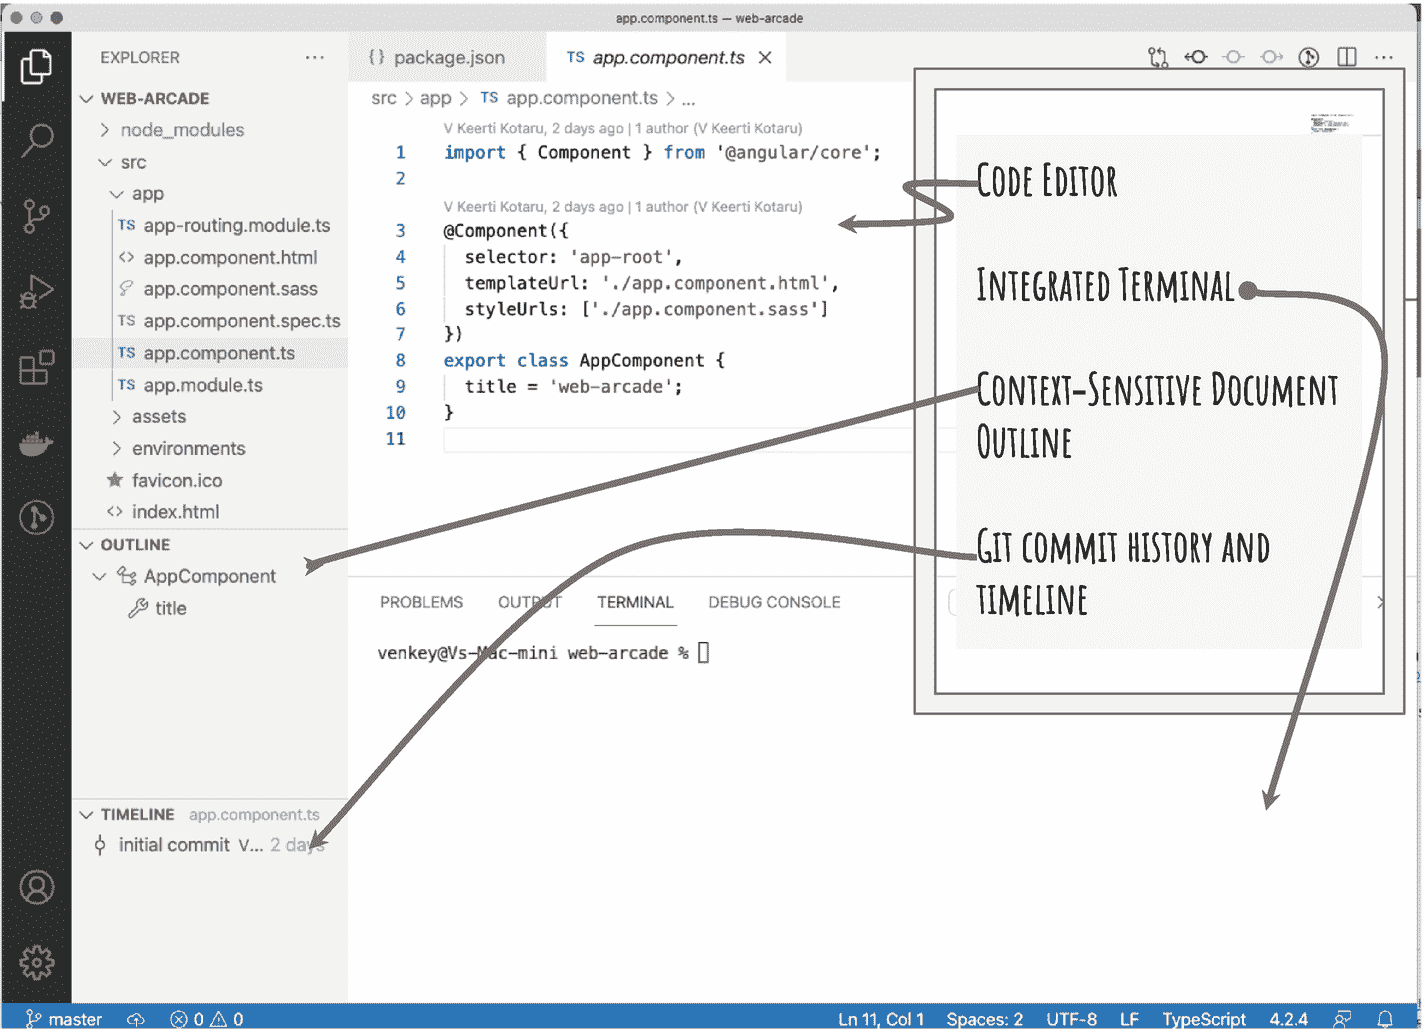 app.component.ts — web-arcade
EXPLORER
WEB-ARCADE
node_modules
src
app
TS app-routing.module.ts
<> app.component.html
app.component.sass
TS app.component.spec.ts
TS app.component.ts
TS app.module.ts
assets
environments
favicon.ico
<> index.html
OUTLINE
AppComponent
title
TIMELINE app.component.ts
initial commit V... 2 days
{} package.json
TS app.component.ts
src > app > TS app.component.ts > ...
V Keerti Kotaru, 2 days ago | 1 author (V Keerti Kotaru)
1 import { Component } from '@angular/core';
2
V Keerti Kotaru, 2 days ago | 1 author (V Keerti Kotaru)
3 @Component({
4 selector: 'app-root',
5 templateUrl: './app.component.html',
6 styleUrls: ['./app.component.sass']
7 })
8 export class AppComponent {
9 title = 'web-arcade';
10 }
11
PROBLEMS OUTPUT TERMINAL DEBUG CONSOLE
venkey@Vs-Mac-mini web-arcade %
Code Editor
Integrated Terminal
Context-Sensitive Document
Outline
Git commit history and
timeline
master 0 0 Ln 11, Col 1 Spaces: 2 UTF-8 LF TypeScript 4.2.4